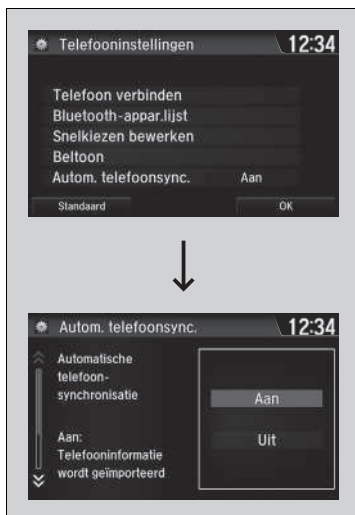 Telefooninstellingen 12:34
Telefoon verbinden
Bluetooth-appar.lijst
Snelkiezen bewerken
Beltoon
Autom. telefoonsync. Aan
Standaard OK
Autom. telefoonsync. 12:34
Automatische
telefoon-
synchronisatie
Aan:
Telefooninformatie
wordt geïmporteerd
Aan
Uit